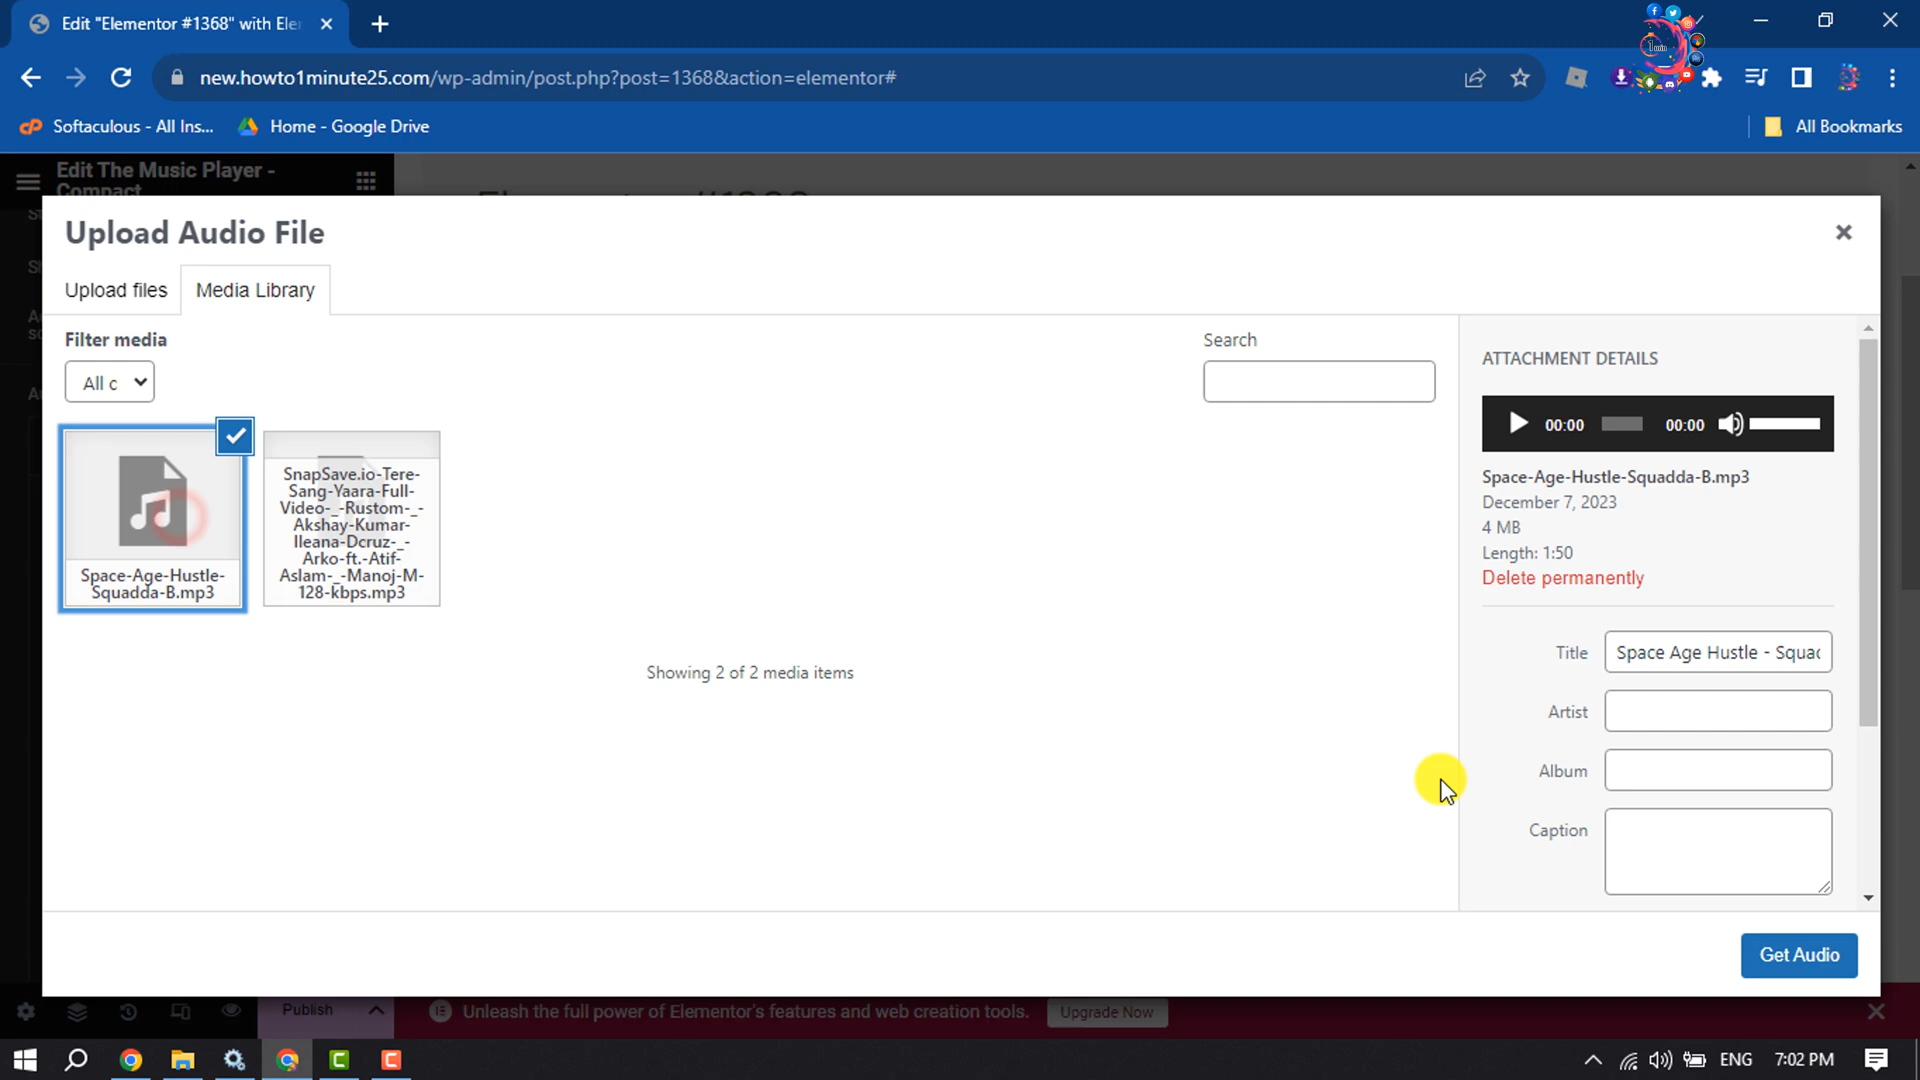 Edit "Elementor #1368" with Ele
new.howto1minute25.com/wp-admin/post.php?post=1368&action=elementor#
Softaculous - All Ins...
Home - Google Drive
All Bookmarks
Edit The Music Player -
Compact
Upload Audio File
Upload files
Media Library
Filter media
All c
Search
Space-Age-Hustle-
Squadda-B.mp3
SnapSave.io-Tere-
Sang-Yaara-Full-
Video-_-Rustom-_-
Akshay-Kumar-
Ileana-Dcruz-_-
Arko-ft.-Atif-
Aslam-_-Manoj-M-
128-kbps.mp3
Showing 2 of 2 media items
ATTACHMENT DETAILS
00:00
00:00
Space-Age-Hustle-Squadda-B.mp3
December 7, 2023
4 MB
Length: 1:50
Delete permanently
Title
Space Age Hustle - Squad
Artist
Album
Caption
Get Audio
Publish
Unleash the full power of Elementor's features and web creation tools.
Upgrade Now
ENG
7:02 PM